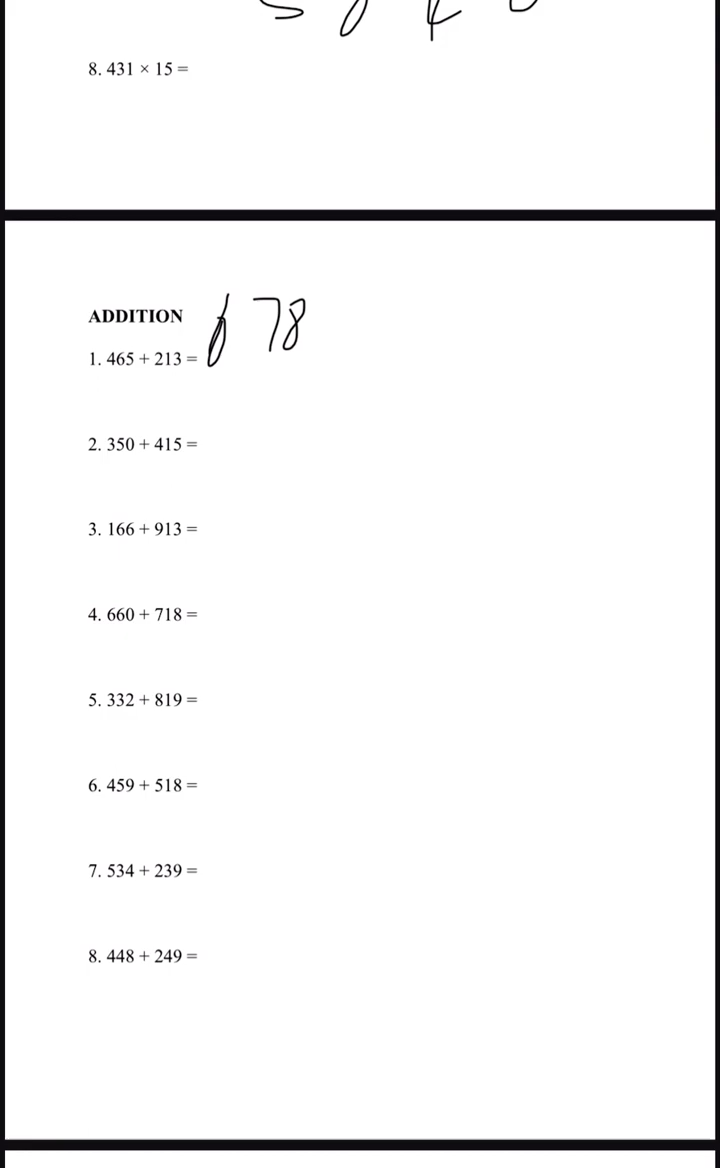 8. 431 × 15 =
ADDITION
1. 465 + 213 = 678
2. 350 + 415 =
3. 166 + 913 =
4. 660 + 718 =
5. 332 + 819 =
6. 459 + 518 =
7. 534 + 239 =
8. 448 + 249 =